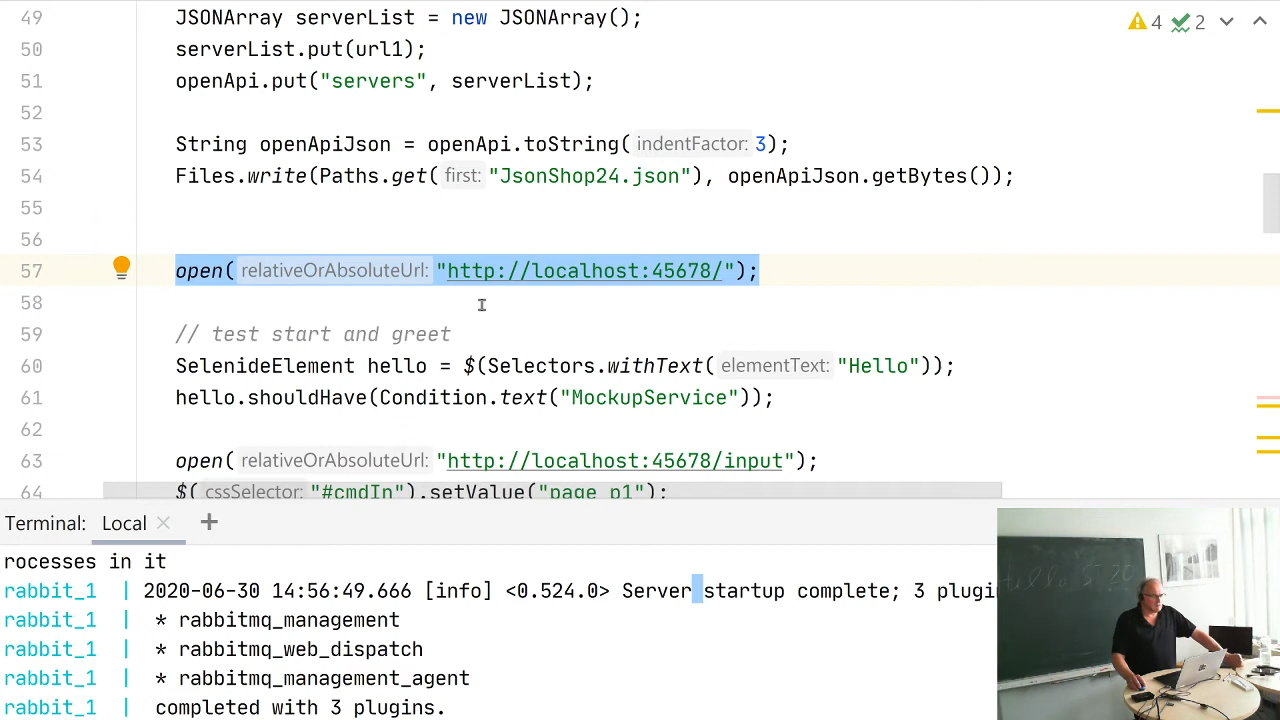 49 JSONArray serverList = new JSONArray();
4 2
50 serverList.put(url1);
51 openApi.put("servers", serverList);
52
53 String openApiJson = openApi.toString( indentFactor: 3);
54 Files.write(Paths.get( first: "JsonShop24.json"), openApiJson.getBytes());
55
56
57 open( relativeOrAbsoluteUrl: "http://localhost:45678/");
58
59 // test start and greet
60 SelenideElement hello = $(Selectors.withText( elementText: "Hello"));
61 hello.shouldHave(Condition.text("MockupService"));
62
63 open( relativeOrAbsoluteUrl: "http://localhost:45678/input");
64 $( cssSelector: "#cmdIn").setValue("page p1");
Terminal: Local × +
rocesses in it
rabbit_1 | 2020-06-30 14:56:49.666 [info] <0.524.0> Server startup complete; 3 plugin
rabbit_1 | * rabbitmq_management
rabbit_1 | * rabbitmq_web_dispatch
rabbit_1 | * rabbitmq_management_agent
rabbit_1 | completed with 3 plugins.